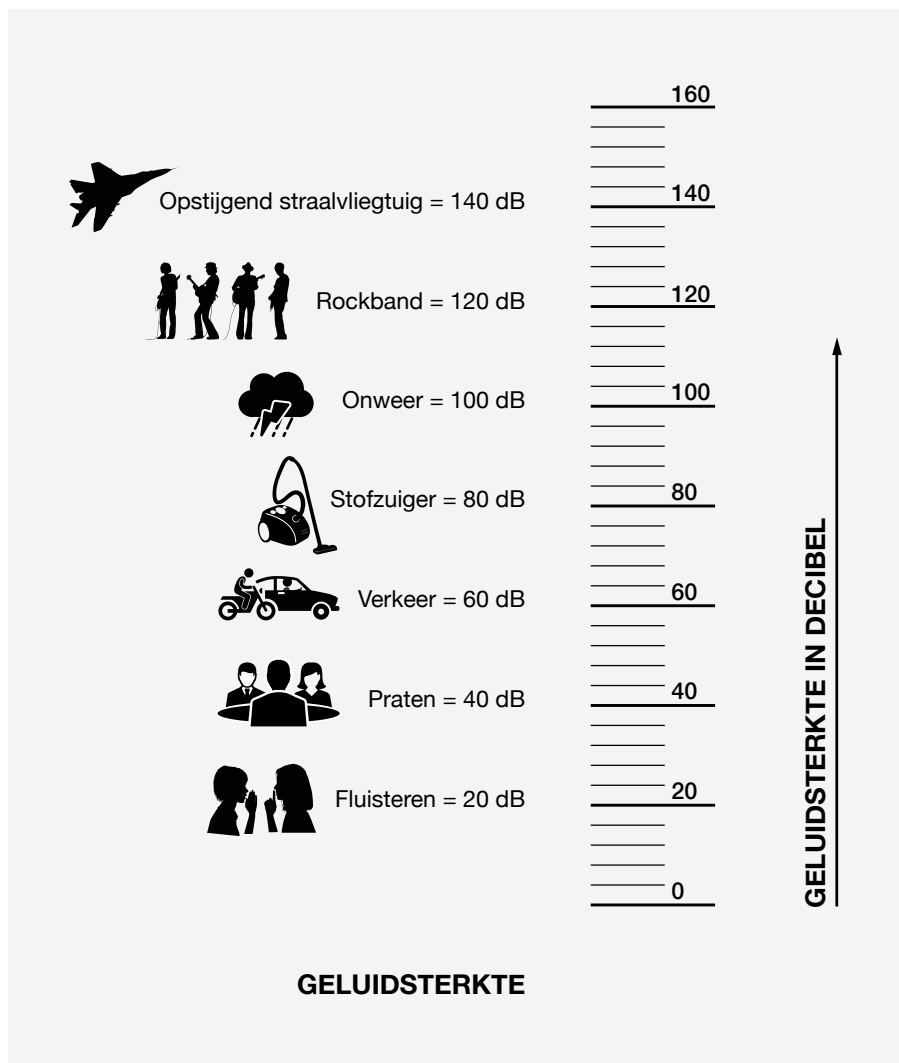 160
Opstijgend straalvliegtuig = 140 dB
140
Rockband = 120 dB
120
Onweer = 100 dB
100
Stofzuiger = 80 dB
80
Verkeer = 60 dB
60
Praten = 40 dB
40
Fluisteren = 20 dB
20
0
GELUIDSTERKTE IN DECIBEL
GELUIDSTERKTE